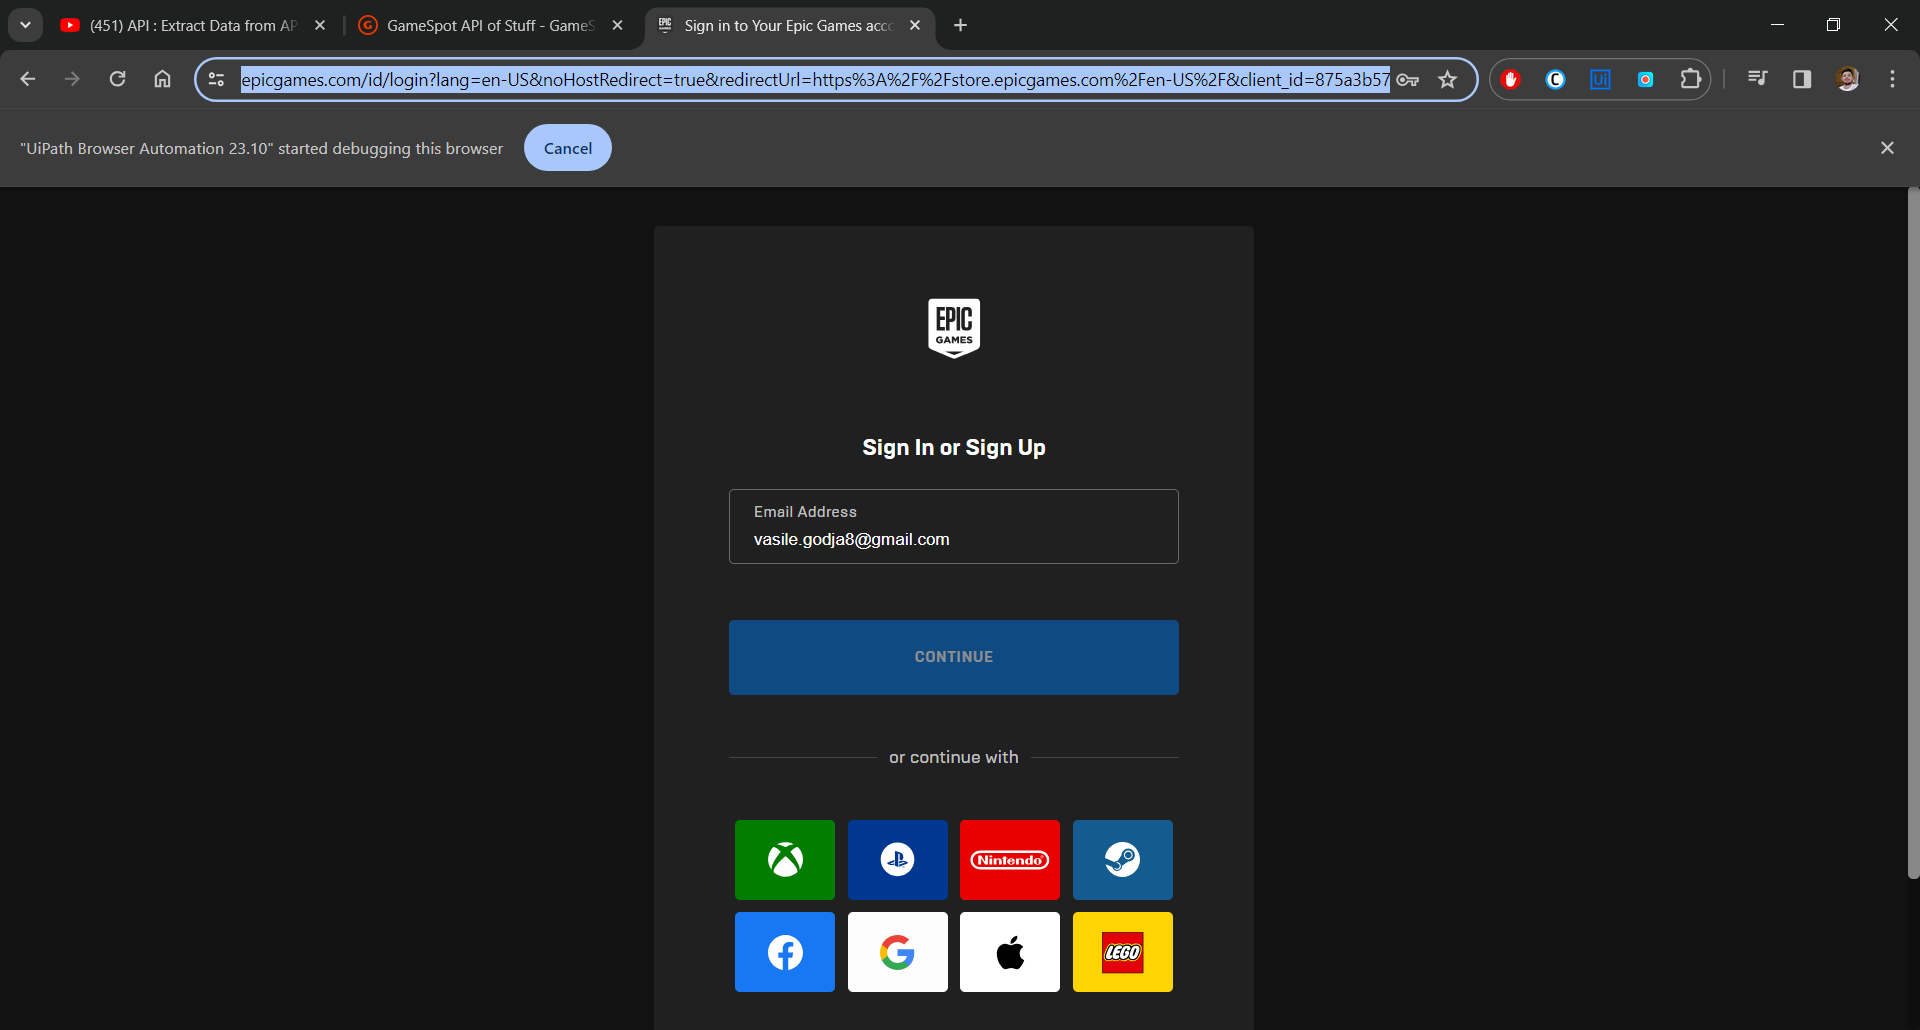 (451) API : Extract Data from AP
GameSpot API of Stuff - GameS
Sign in to Your Epic Games acco
epicgames.com/id/login?lang=en-US&noHostRedirect=true&redirectUrl=https%3A%2F%2Fstore.epicgames.com%2Fen-US%2F&client_id=875a3b57
"UiPath Browser Automation 23.10" started debugging this browser
Cancel
EPIC
GAMES
Sign In or Sign Up
Email Address
vasile.godja8@gmail.com
CONTINUE
or continue with
Nintendo
LEGO